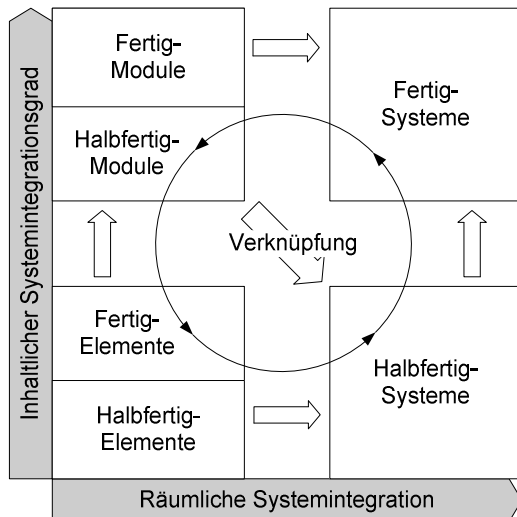 Inhaltlicher Systemintegrationsgrad
Fertig-
Module
Halbfertig-
Module
Fertig-
Systeme
Verknüpfung
Fertig-
Elemente
Halbfertig-
Elemente
Halbfertig-
Systeme
Räumliche Systemintegration